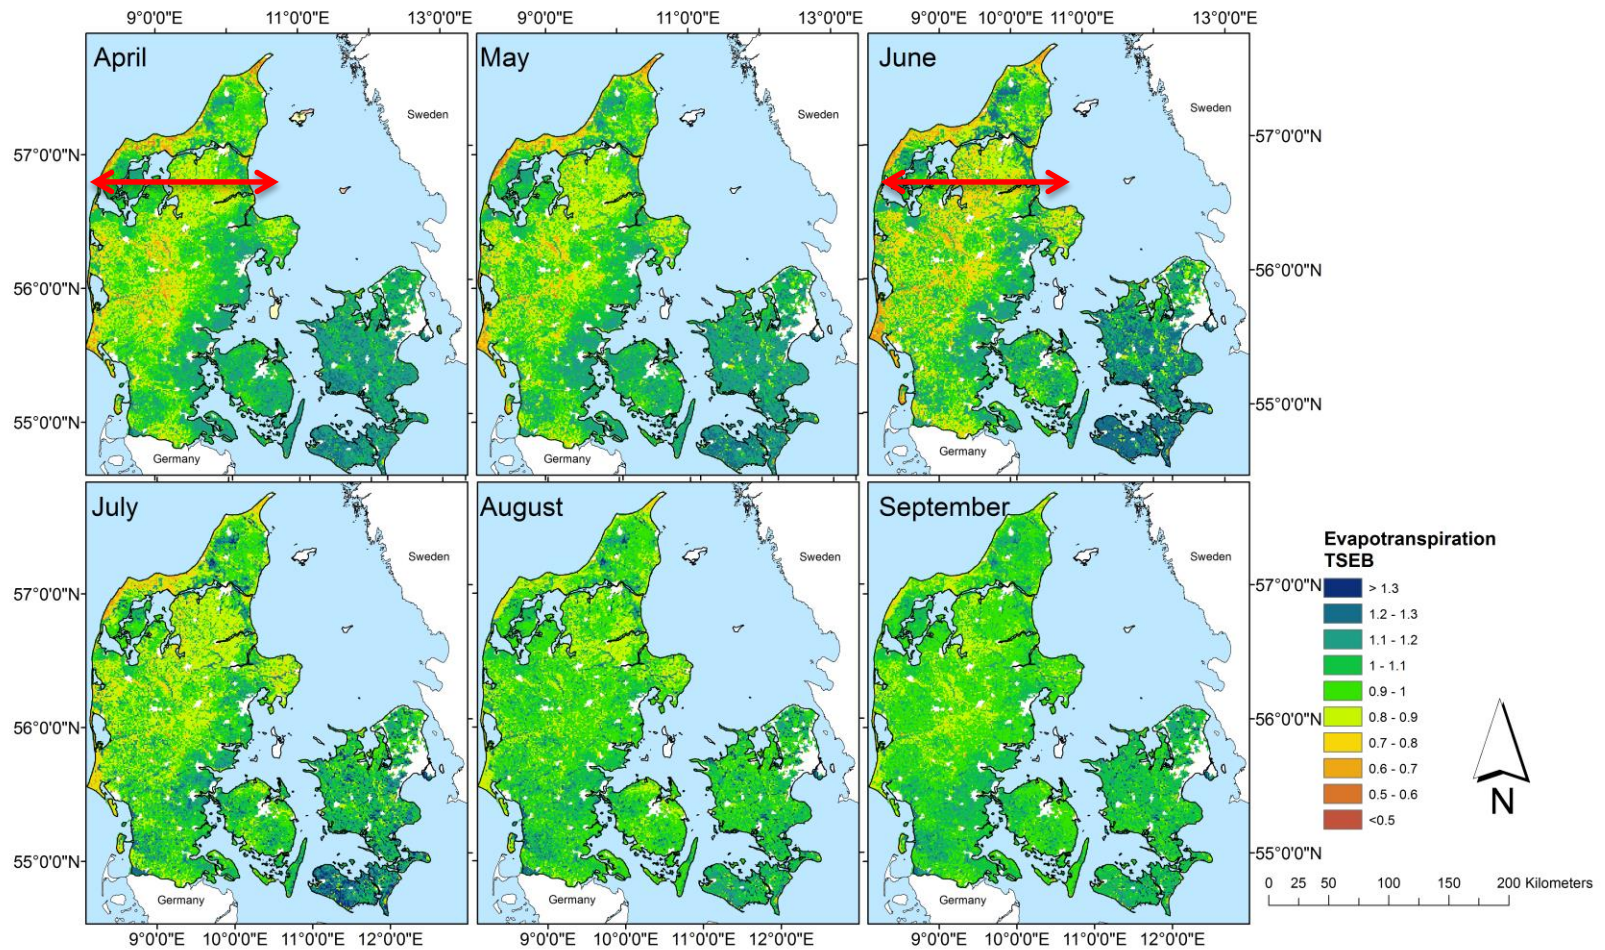 9°0'0"E 11°0'0"E 13°0'0"E 11°0'0"E 13°0'0"E 9°0'0"E 10°0'0"E 11°0'0"E 13°0'0"E
April
May
June
Sweden
Sweden
Sweden
57°0'0"N
57°0'0"N
56°0'0"N
56°0'0"N
55°0'0"N
55°0'0"N
Germany
Germany
Germany
July
August
September
Sweden
Sweden
Sweden
57°0'0"N
57°0'0"N
56°0'0"N
56°0'0"N
55°0'0"N
55°0'0"N
Germany
Germany
Germany
9°0'0"E 10°0'0"E 11°0'0"E 12°0'0"E 9°0'0"E 10°0'0"E 11°0'0"E 12°0'0"E 9°0'0"E 10°0'0"E 11°0'0"E 12°0'0"E
Evapotranspiration
TSEB
> 1.3
1.2 - 1.3
1.1 - 1.2
1 - 1.1
0.9 - 1
0.8 - 0.9
0.7 - 0.8
0.6 - 0.7
0.5 - 0.6
<0.5
N
0 25 50 100 150 200 Kilometers